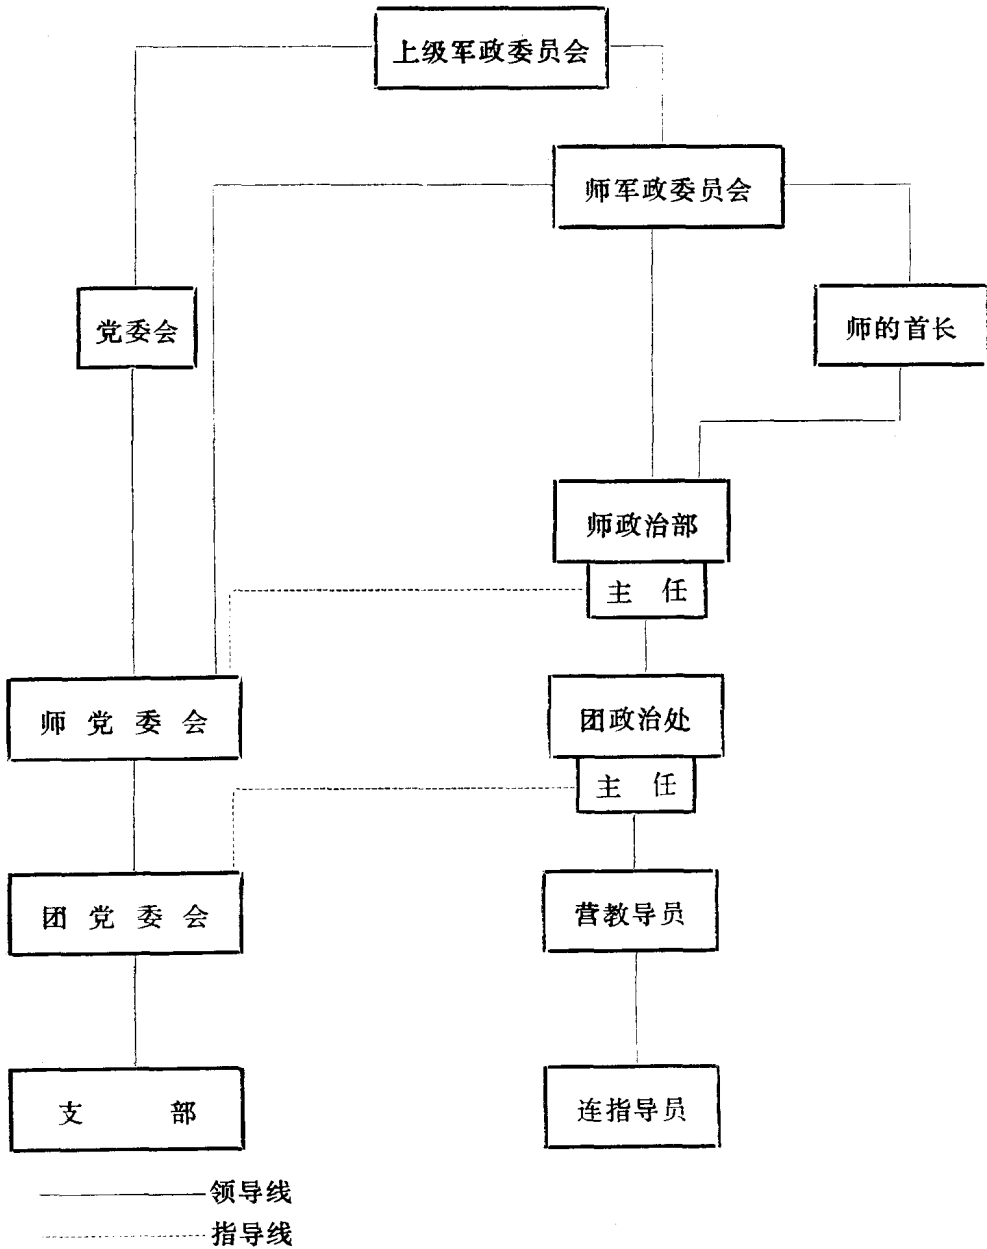 上级军政委员会
师军政委员会
党委会
师的首长
师政治部
主 任
师党委会
团政治处
主 任
团党委会
营教导员
支 部
连指导员
领导线
指导线